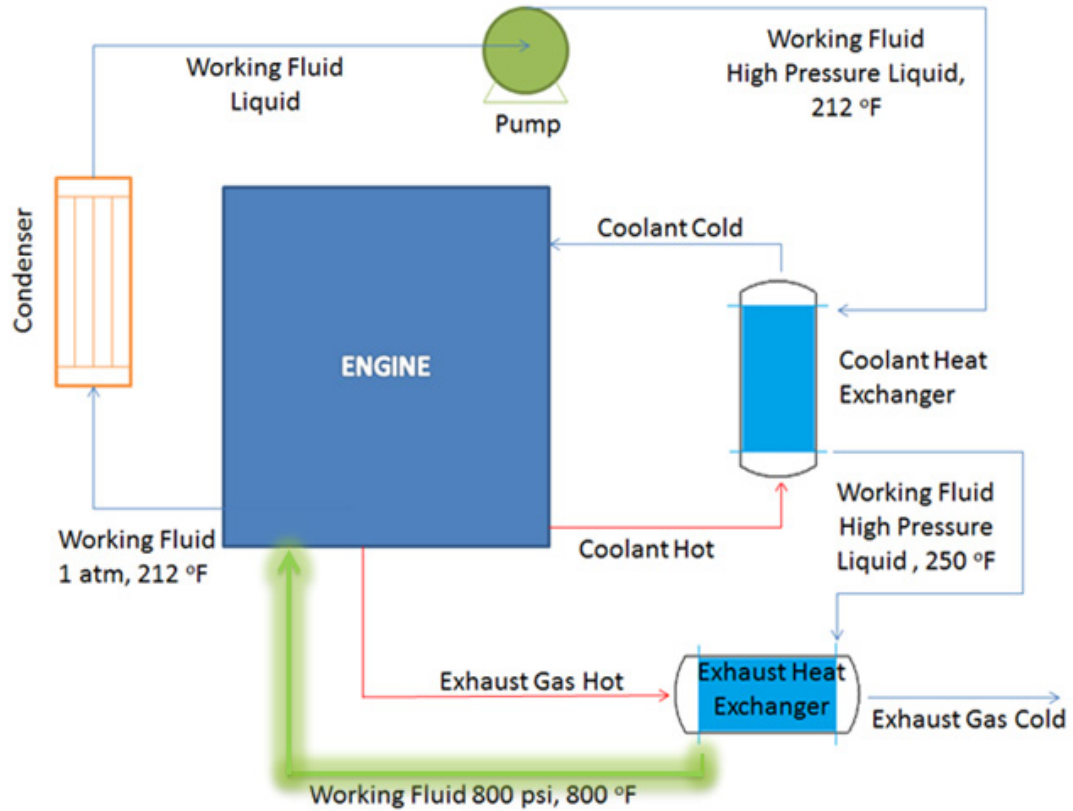 Working Fluid
Liquid
Pump
Working Fluid
High Pressure Liquid,
212 °F
Condenser
Coolant Cold
ENGINE
Coolant Heat
Exchanger
Working Fluid
1 atm, 212 °F
Coolant Hot
Working Fluid
High Pressure
Liquid , 250 °F
Exhaust Gas Hot
Exhaust Heat
Exchanger
Exhaust Gas Cold
Working Fluid 800 psi, 800 °F